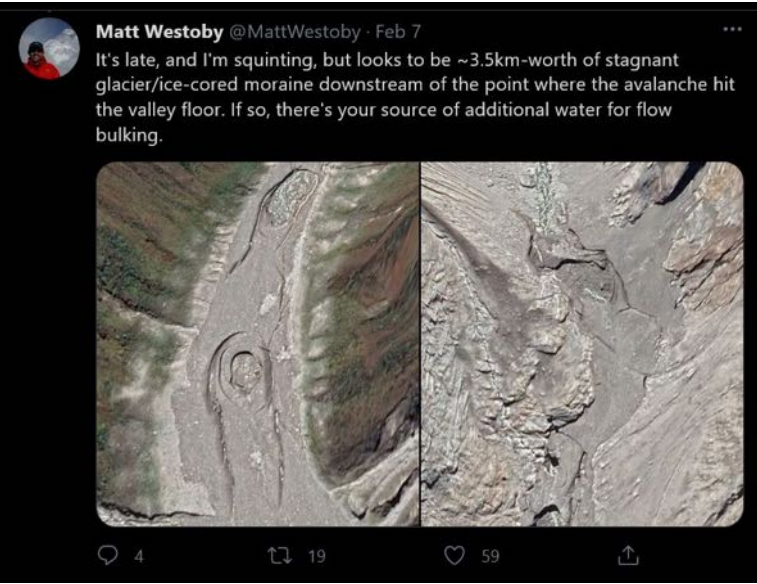 Matt Westoby @MattWestoby · Feb 7
It's late, and I'm squinting, but looks to be ~3.5km-worth of stagnant
glacier/ice-cored moraine downstream of the point where the avalanche hit
the valley floor. If so, there's your source of additional water for flow
bulking.
4 19 59